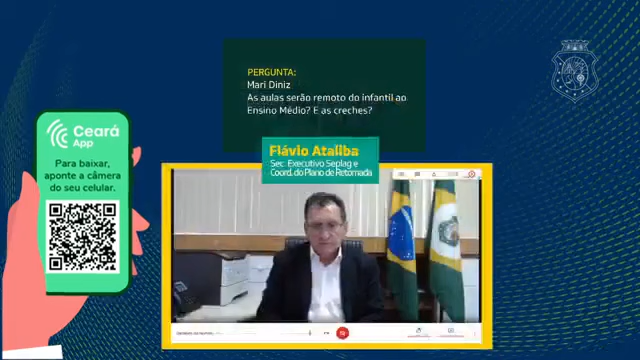 PERGUNTA:
Mari Diniz
As aulas serão remoto do infantil ao
Ensino Médio? E as creches?
Flávio Ataliba
Sec. Executivo Seplag e
Coord. do Plano de Retomada
Ceará
App
Para baixar,
aponte a câmera
do seu celular.